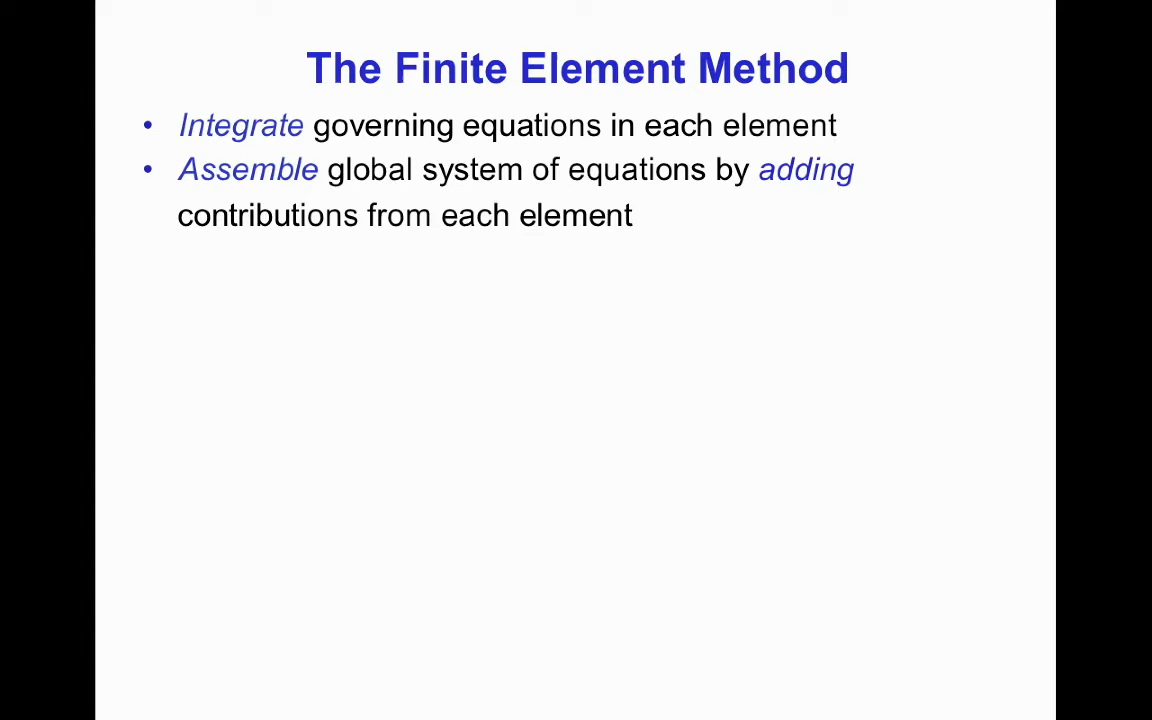 The Finite Element Method
• Integrate governing equations in each element
• Assemble global system of equations by adding
contributions from each element